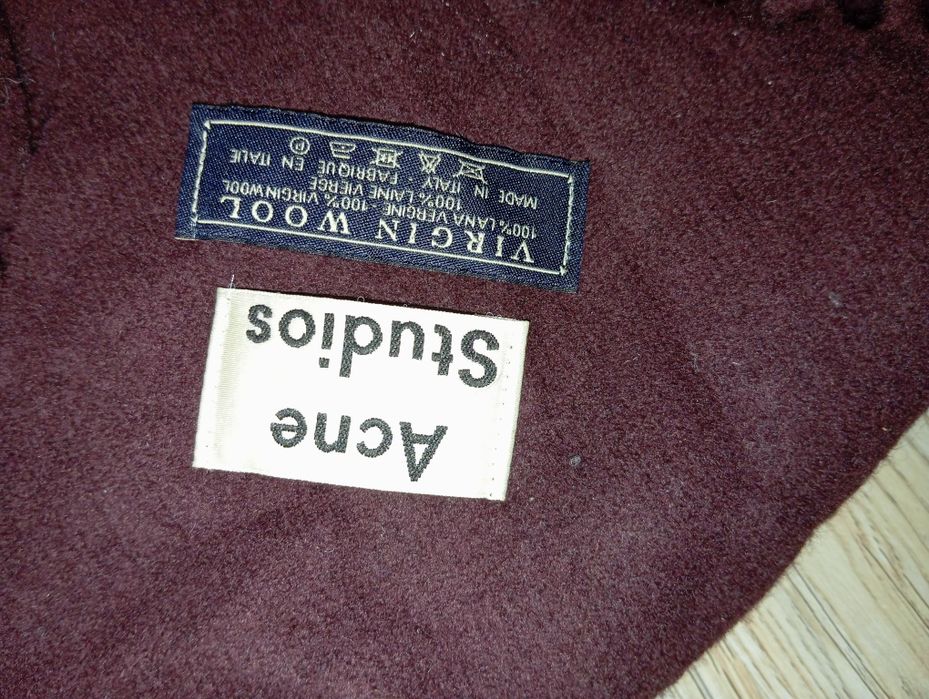 Acne
Studios
VIRGIN WOOL
100% LANA VERGINE - 100% VIRGIN WOOL
100% LAINE VIERGE
MADE IN ITALY FABRIQUE EN ITALIE
P